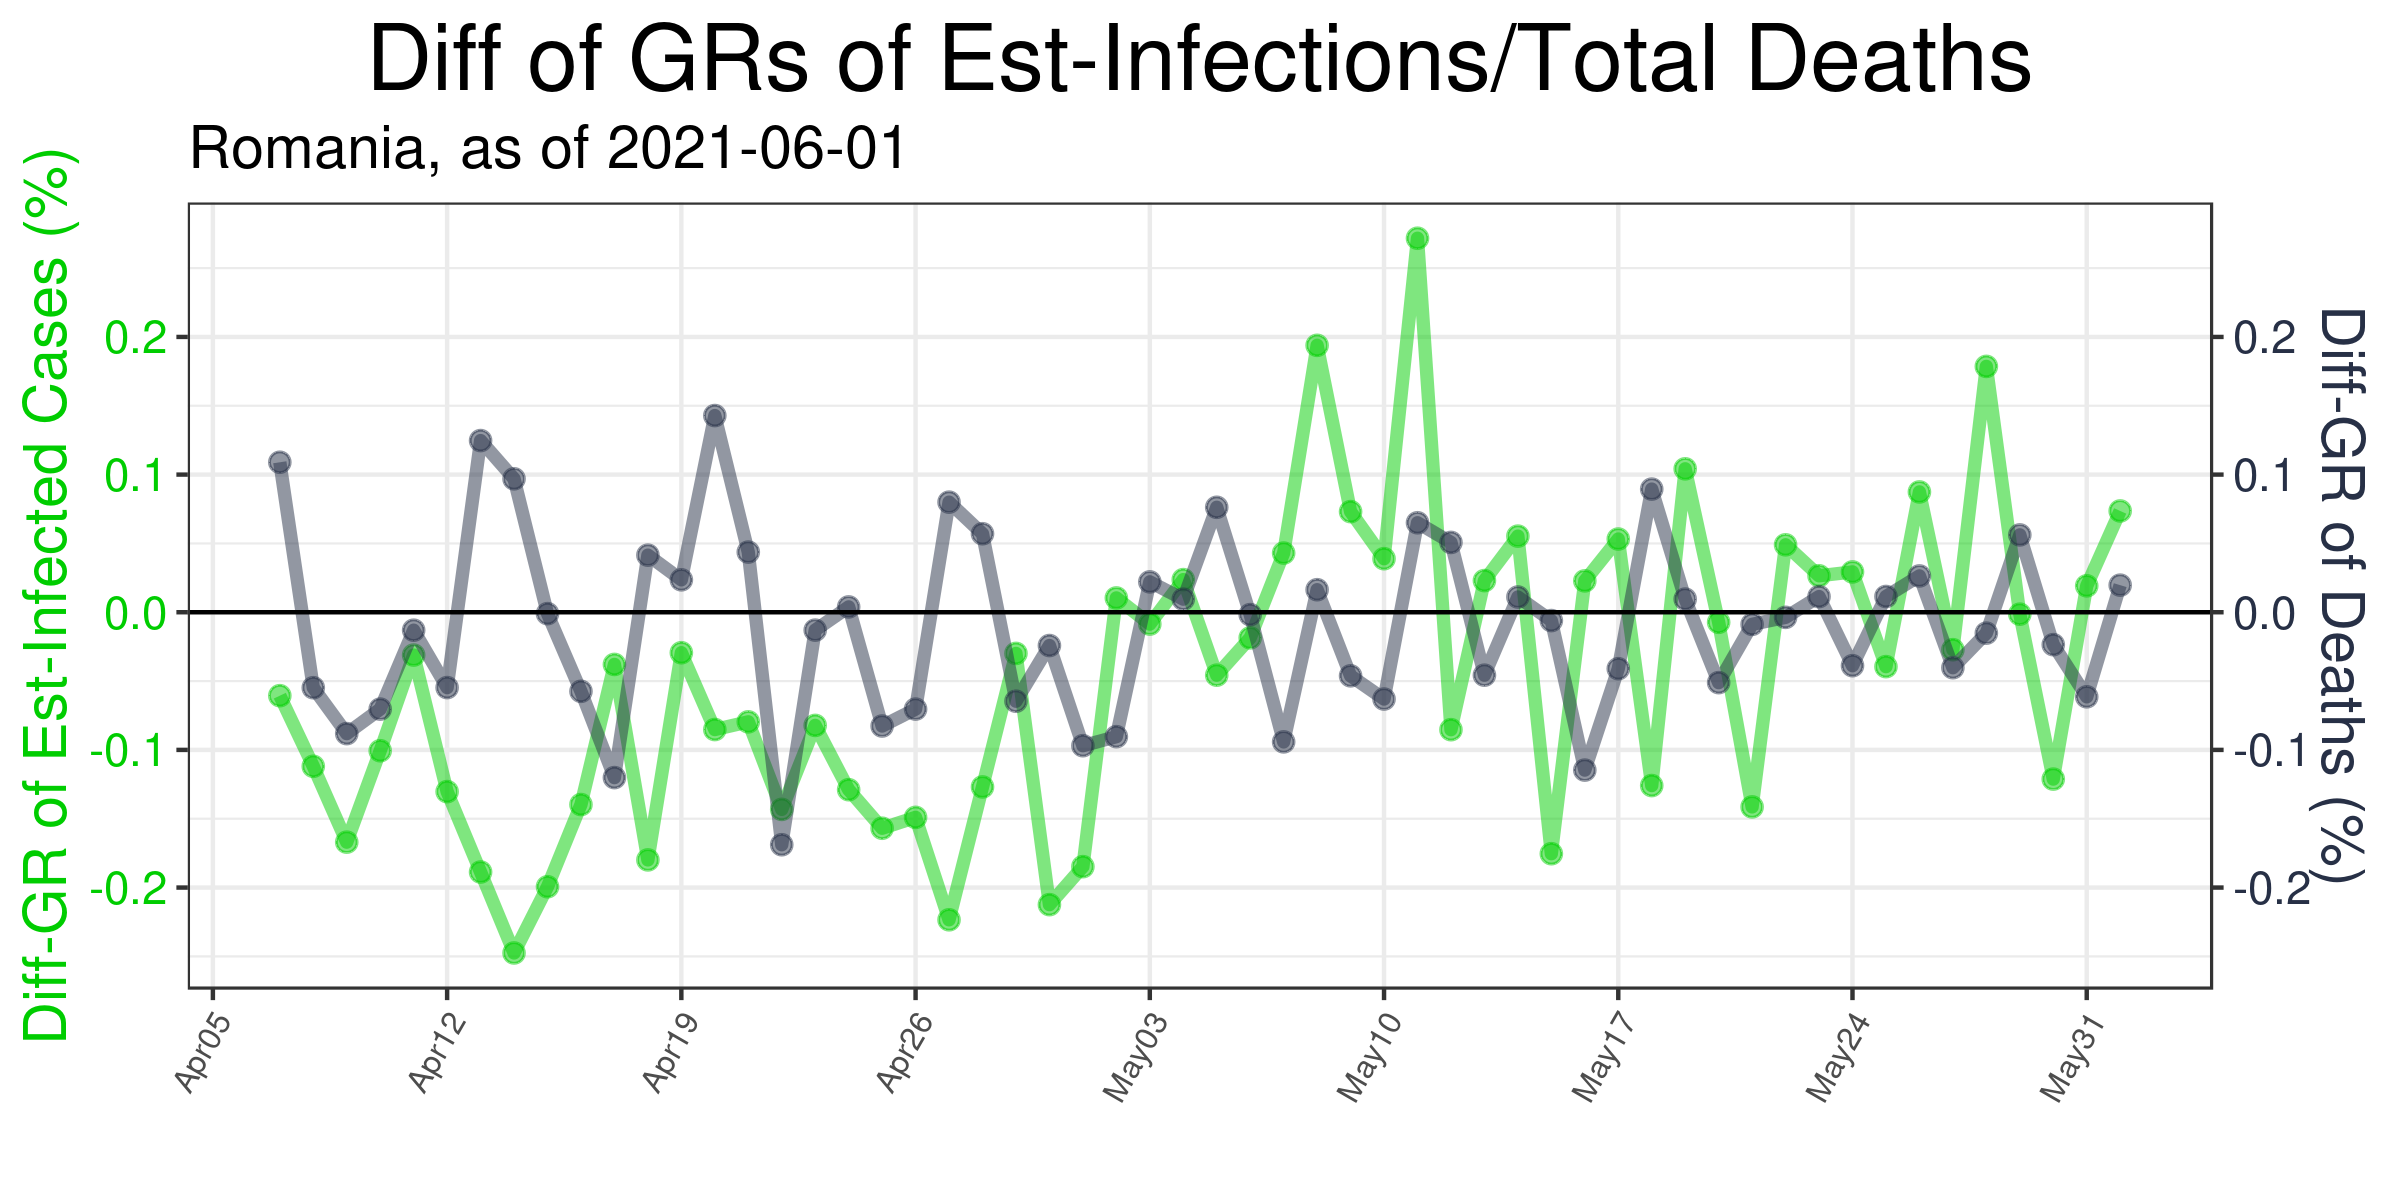 Diff of GRs of Est-Infections/Total Deaths
Romania, as of 2021-06-01
Diff-GR of Est-Infected Cases (%)
0.2
0.1
0.0
-0.1
-0.2
0.2
0.1
0.0
-0.1
-0.2
Diff-GR of Deaths (%)
Apr05
Apr12
Apr19
Apr26
May03
May10
May17
May24
May31